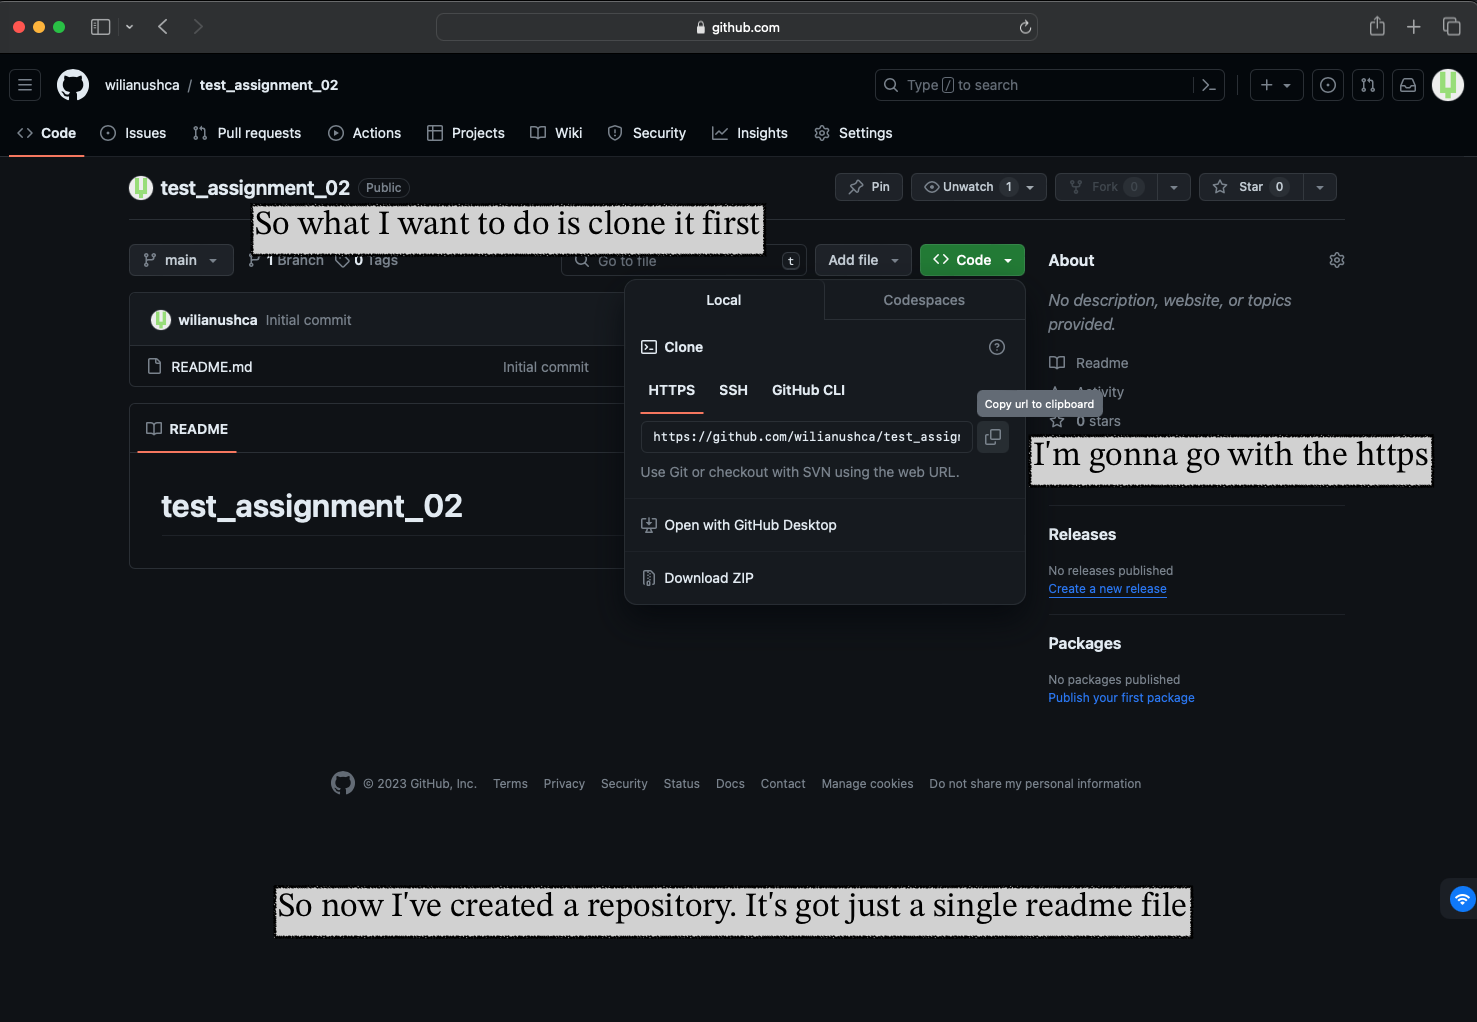 github.com
wilianushca / test_assignment_02
Type / to search
Code Issues Pull requests Actions Projects Wiki Security Insights Settings
test_assignment_02 Public
Pin Unwatch 1 Fork 0 Star 0
So what I want to do is clone it first
main 1 Branch 0 Tags Go to file t Add file Code
About
No description, website, or topics
provided.
wilianushca Initial commit
README.md Initial commit
Local Codespaces
Clone
HTTPS SSH GitHub CLI
Copy url to clipboard
https://github.com/wilianushca/test_assign
Use Git or checkout with SVN using the web URL.
Open with GitHub Desktop
Download ZIP
README
test_assignment_02
Readme
Activity
0 stars
I'm gonna go with the https
Releases
No releases published
Create a new release
Packages
No packages published
Publish your first package
© 2023 GitHub, Inc. Terms Privacy Security Status Docs Contact Manage cookies Do not share my personal information
So now I've created a repository. It's got just a single readme file